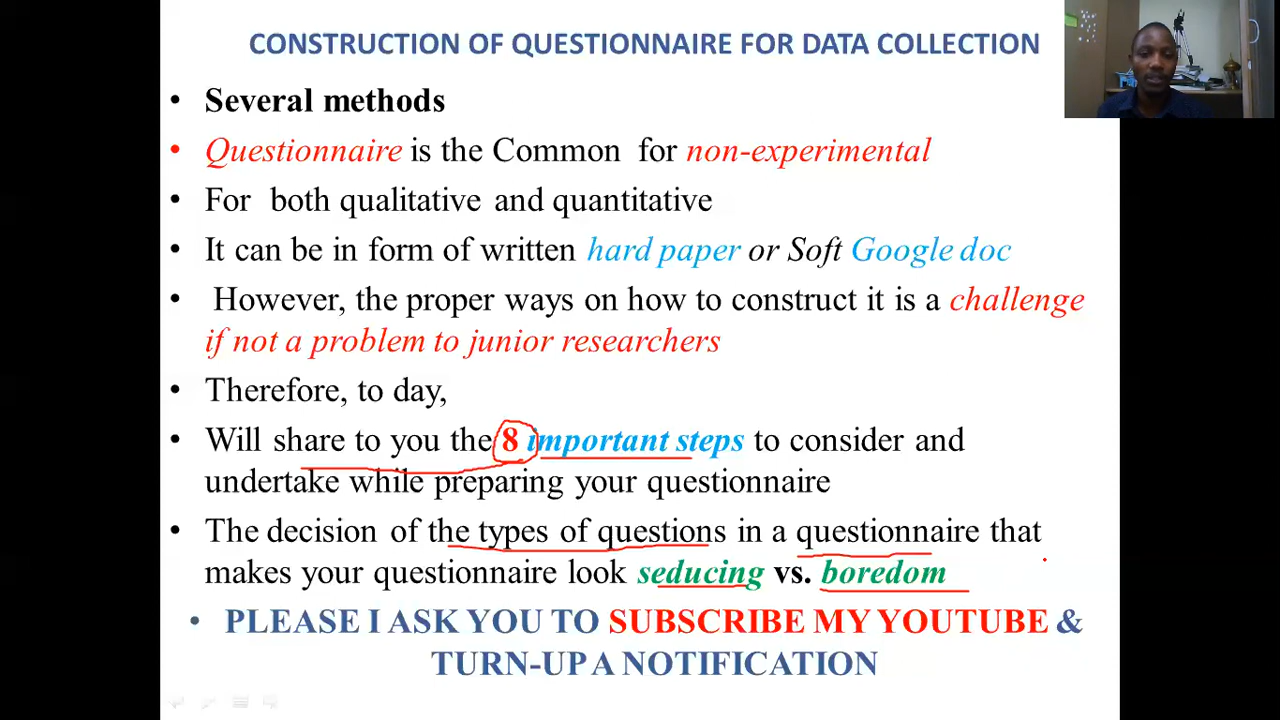 CONSTRUCTION OF QUESTIONNAIRE FOR DATA COLLECTION
• Several methods
• Questionnaire is the Common for non-experimental
• For both qualitative and quantitative
• It can be in form of written hard paper or Soft Google doc
• However, the proper ways on how to construct it is a challenge
if not a problem to junior researchers
• Therefore, to day,
• Will share to you the 8 important steps to consider and
undertake while preparing your questionnaire
• The decision of the types of questions in a questionnaire that
makes your questionnaire look seducing vs. boredom
• PLEASE I ASK YOU TO SUBSCRIBE MY YOUTUBE &
TURN-UP A NOTIFICATION